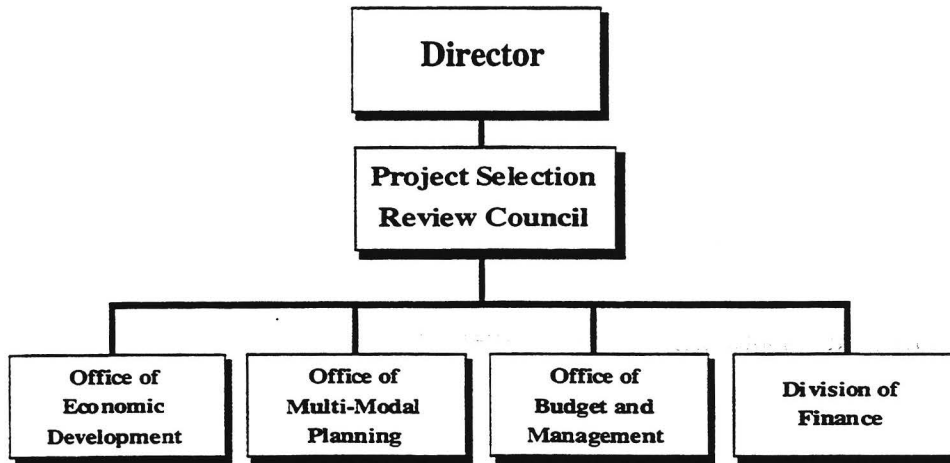 Director
Project Selection
Review Council
Office of
Economic
Development
Office of
Multi-Modal
Planning
Office of
Budget and
Management
Division of
Finance